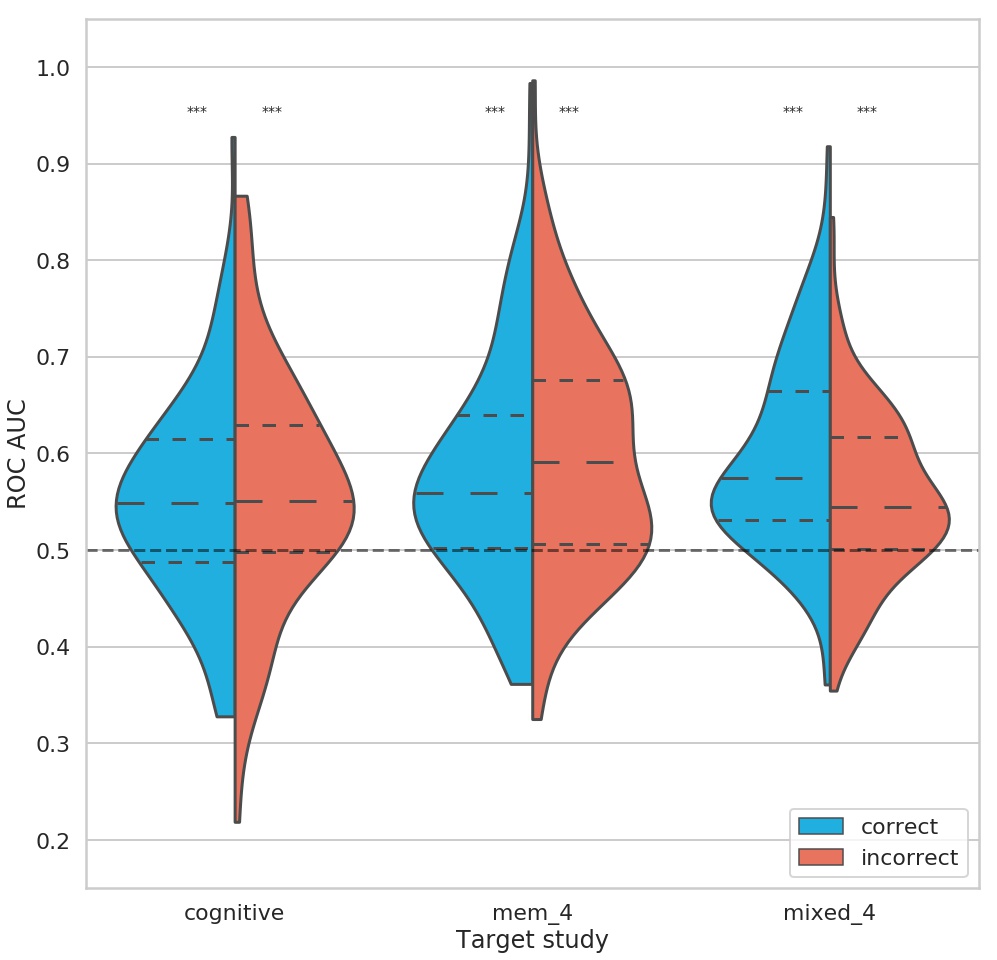 ROC AUC
1.0
0.9
0.8
0.7
0.6
0.5
0.4
0.3
0.2
*** *** *** *** *** ***
correct
incorrect
cognitive mem_4 mixed_4
Target study